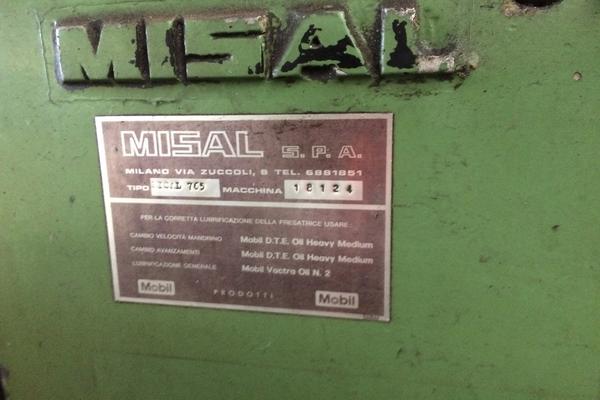 MISAL
MISAL S.P.A.
MILANO VIA ZUCCOLI, 8 TEL. 6881851
TIPO 765 MACCHINA 18124
PER LA CORRETTA LUBRIFICAZIONE DELLA FRESATRICE USARE:
CAMBIO VELOCITÀ MANDRINO Mobil D.T.E. Oil Heavy Medium
CAMBIO AVANZAMENTI Mobil D.T.E. Oil Heavy Medium
LUBRIFICAZIONE GENERALE Mobil Vactra Oil N. 2
Mobil PRODOTTI Mobil